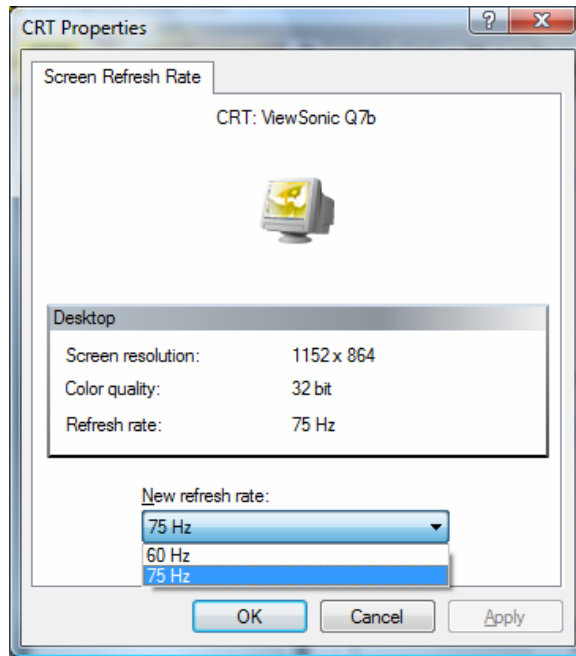 CRT Properties
Screen Refresh Rate
CRT: ViewSonic Q7b
Desktop
Screen resolution: 1152 x 864
Color quality: 32 bit
Refresh rate: 75 Hz
New refresh rate:
75 Hz
60 Hz
75 Hz
OK Cancel Apply